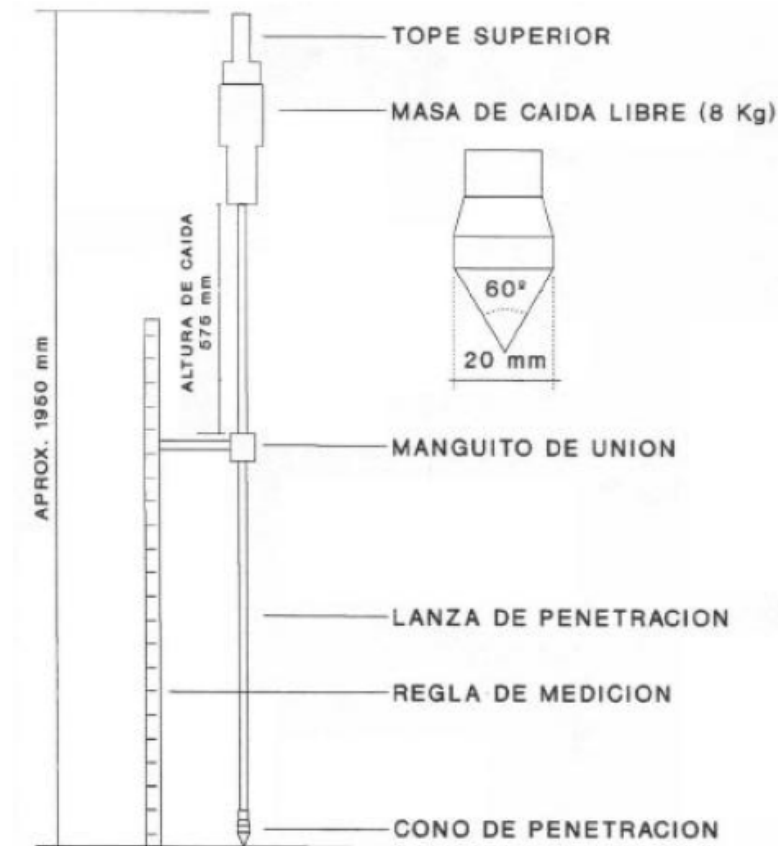 TOPE SUPERIOR
MASA DE CAIDA LIBRE (8 Kg)
ALTURA DE CAIDA
575 mm
60º
20 mm
APROX. 1950 mm
MANGUITO DE UNION
LANZA DE PENETRACION
REGLA DE MEDICION
CONO DE PENETRACION